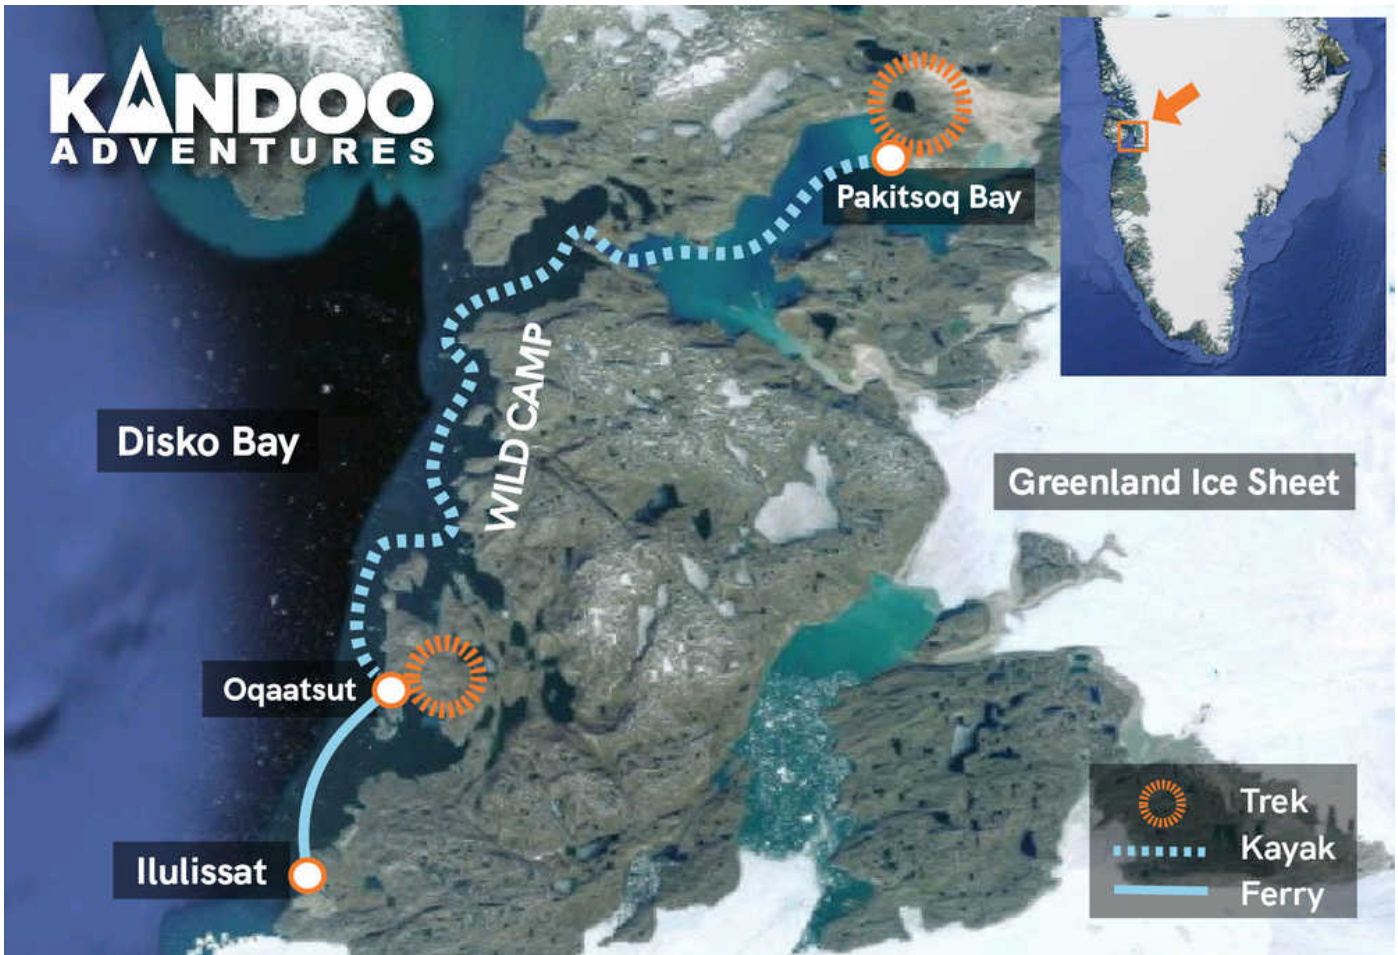 KANDOO
ADVENTURES
Pakitsoq Bay
WILD CAMP
Disko Bay
Greenland Ice Sheet
Oqaatsut
Ilulissat
Trek
Kayak
Ferry